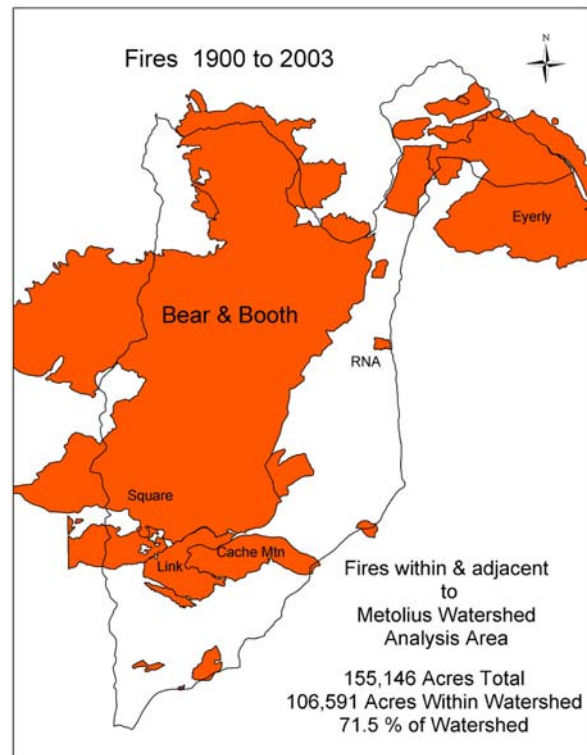 Fires 1900 to 2003
N
Eyerly
Bear & Booth
RNA
Square
Cache Mtn
Link
Fires within & adjacent
to
Metolius Watershed
Analysis Area
155,146 Acres Total
106,591 Acres Within Watershed
71.5 % of Watershed